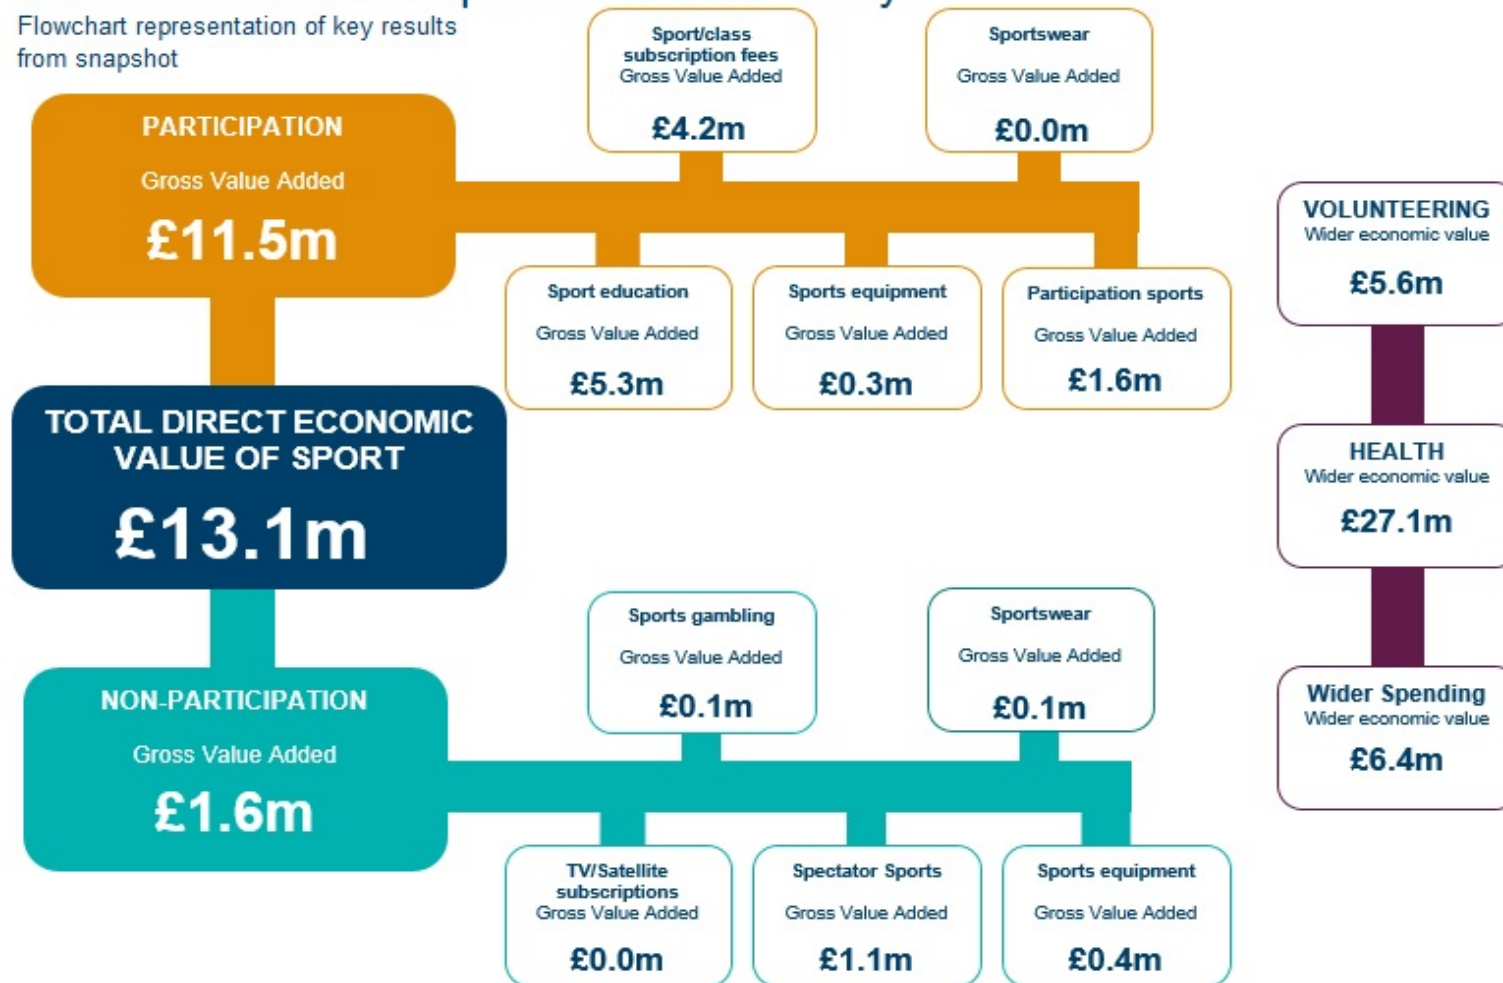 Flowchart representation of key results
from snapshot
PARTICIPATION
Gross Value Added
£11.5m
Sport/class
subscription fees
Gross Value Added
£4.2m
Sportswear
Gross Value Added
£0.0m
Sport education
Gross Value Added
£5.3m
Sports equipment
Gross Value Added
£0.3m
Participation sports
Gross Value Added
£1.6m
TOTAL DIRECT ECONOMIC
VALUE OF SPORT
£13.1m
NON-PARTICIPATION
Gross Value Added
£1.6m
Sports gambling
Gross Value Added
£0.1m
Sportswear
Gross Value Added
£0.1m
TV/Satellite
subscriptions
Gross Value Added
£0.0m
Spectator Sports
Gross Value Added
£1.1m
Sports equipment
Gross Value Added
£0.4m
VOLUNTEERING
Wider economic value
£5.6m
HEALTH
Wider economic value
£27.1m
Wider Spending
Wider economic value
£6.4m